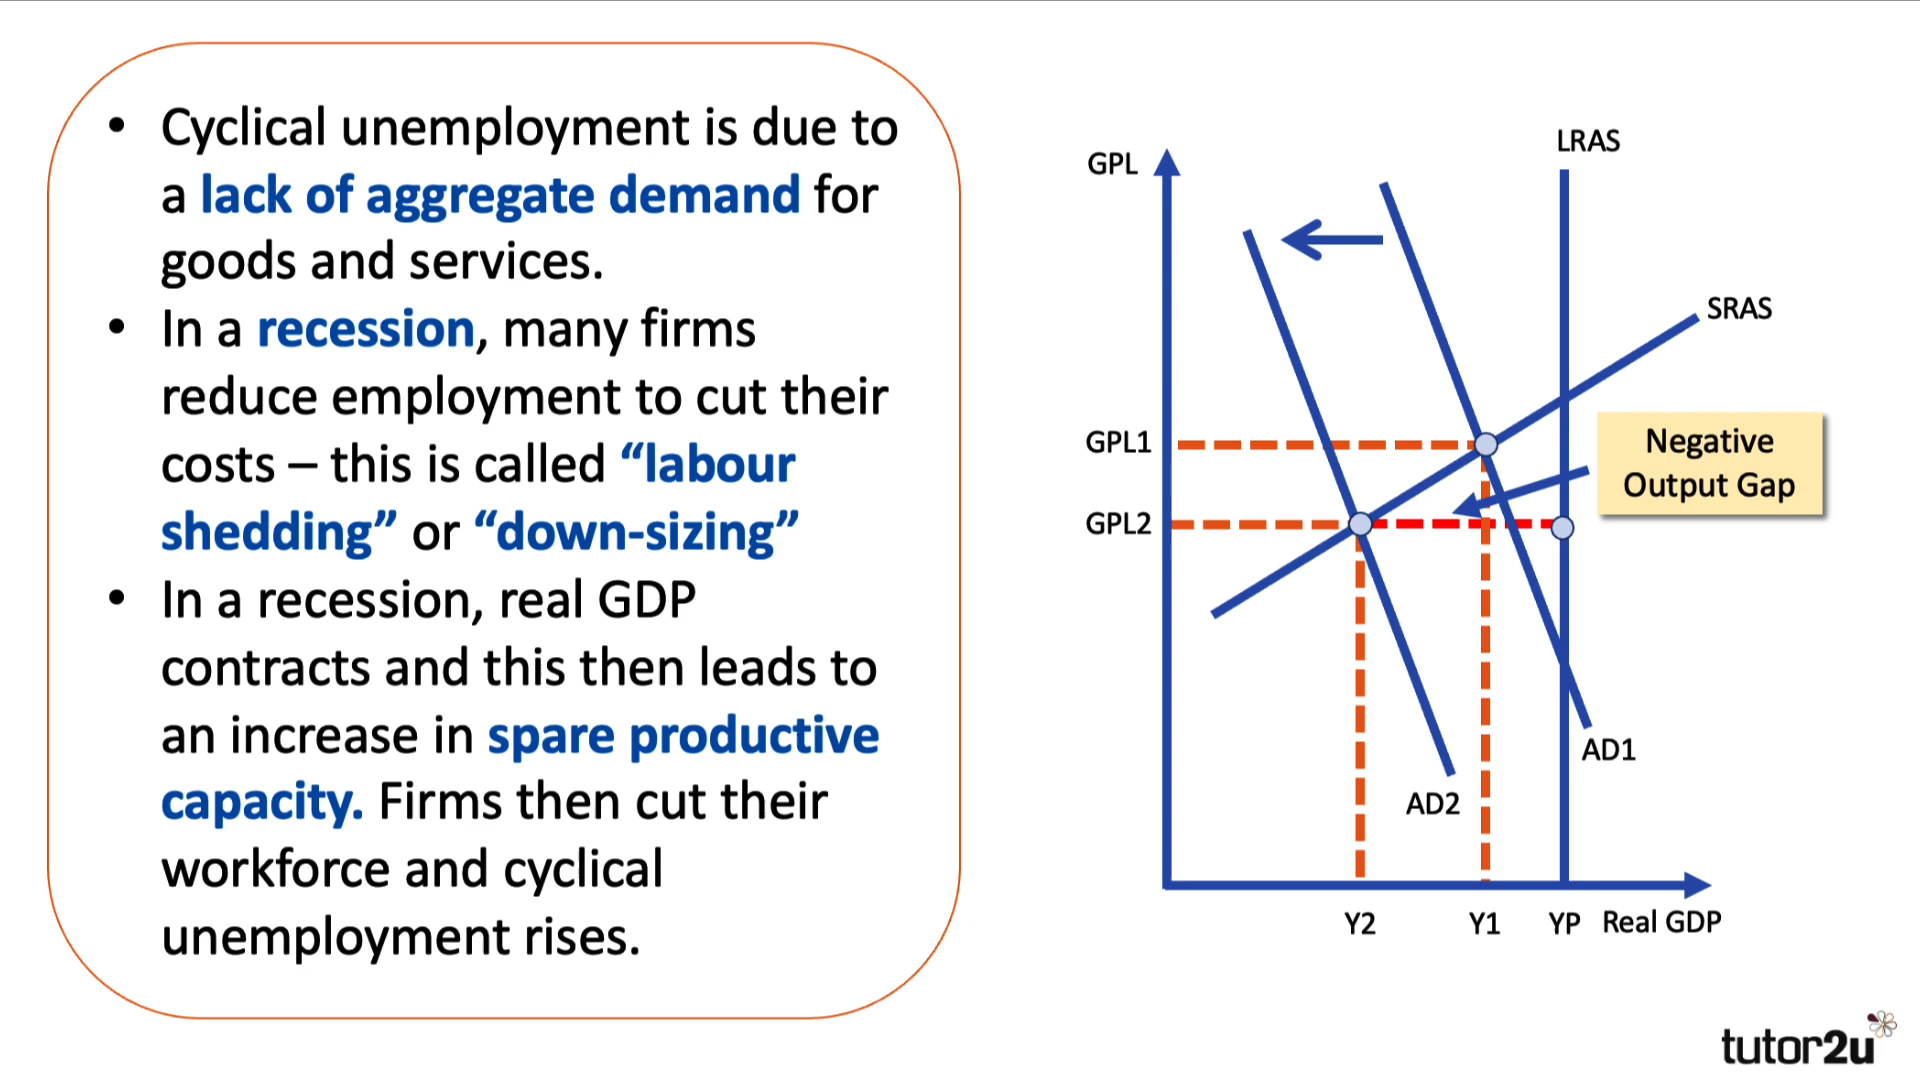 • Cyclical unemployment is due to
a lack of aggregate demand for
goods and services.
• In a recession, many firms
reduce employment to cut their
costs – this is called “labour
shedding” or “down-sizing”
• In a recession, real GDP
contracts and this then leads to
an increase in spare productive
capacity. Firms then cut their
workforce and cyclical
unemployment rises.
GPL
LRAS
SRAS
GPL1
Negative
Output Gap
GPL2
AD1
AD2
Y2
Y1
YP
Real GDP
tutor2u